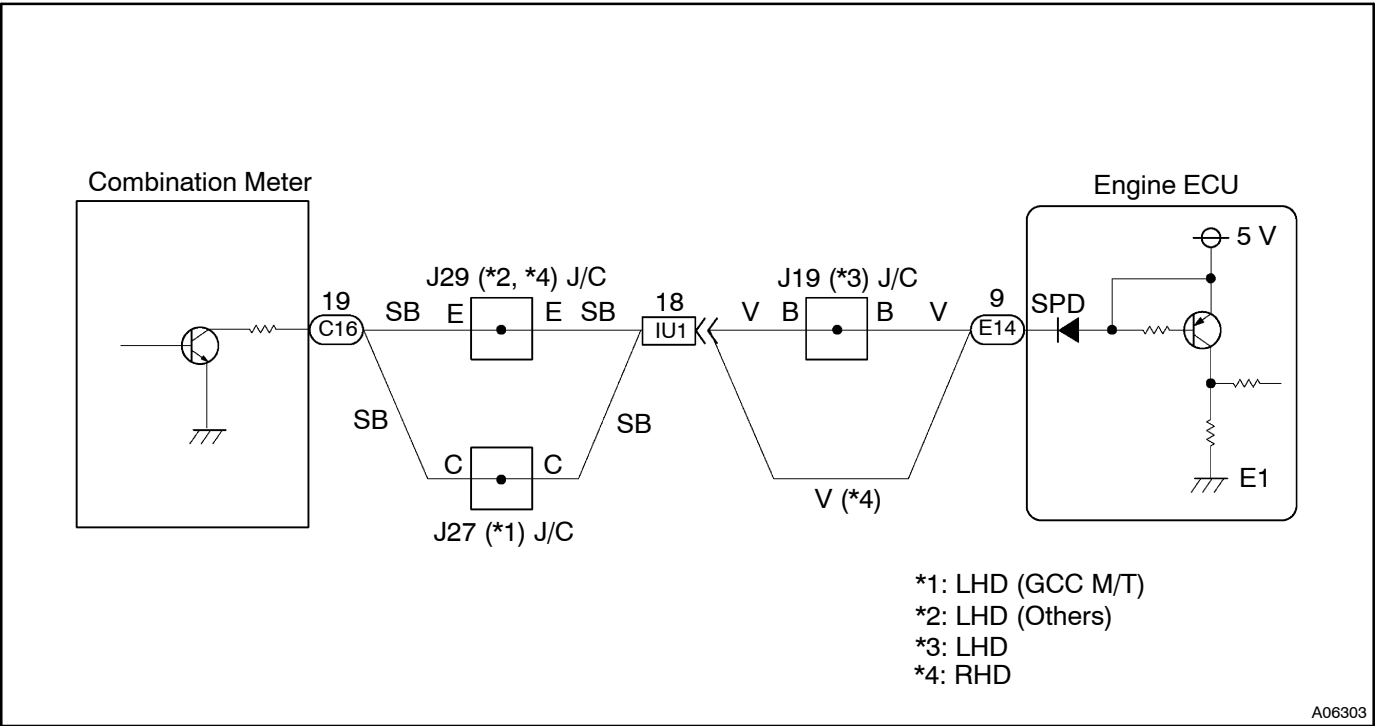 Combination Meter
Engine ECU
5 V
J29 (*2, *4) J/C
J19 (*3) J/C
19
C16
SB
E
E
SB
18
IU1
V
B
B
V
9
E14
SPD
SB
SB
C
C
J27 (*1) J/C
V (*4)
E1
*1: LHD (GCC M/T)
*2: LHD (Others)
*3: LHD
*4: RHD
A06303